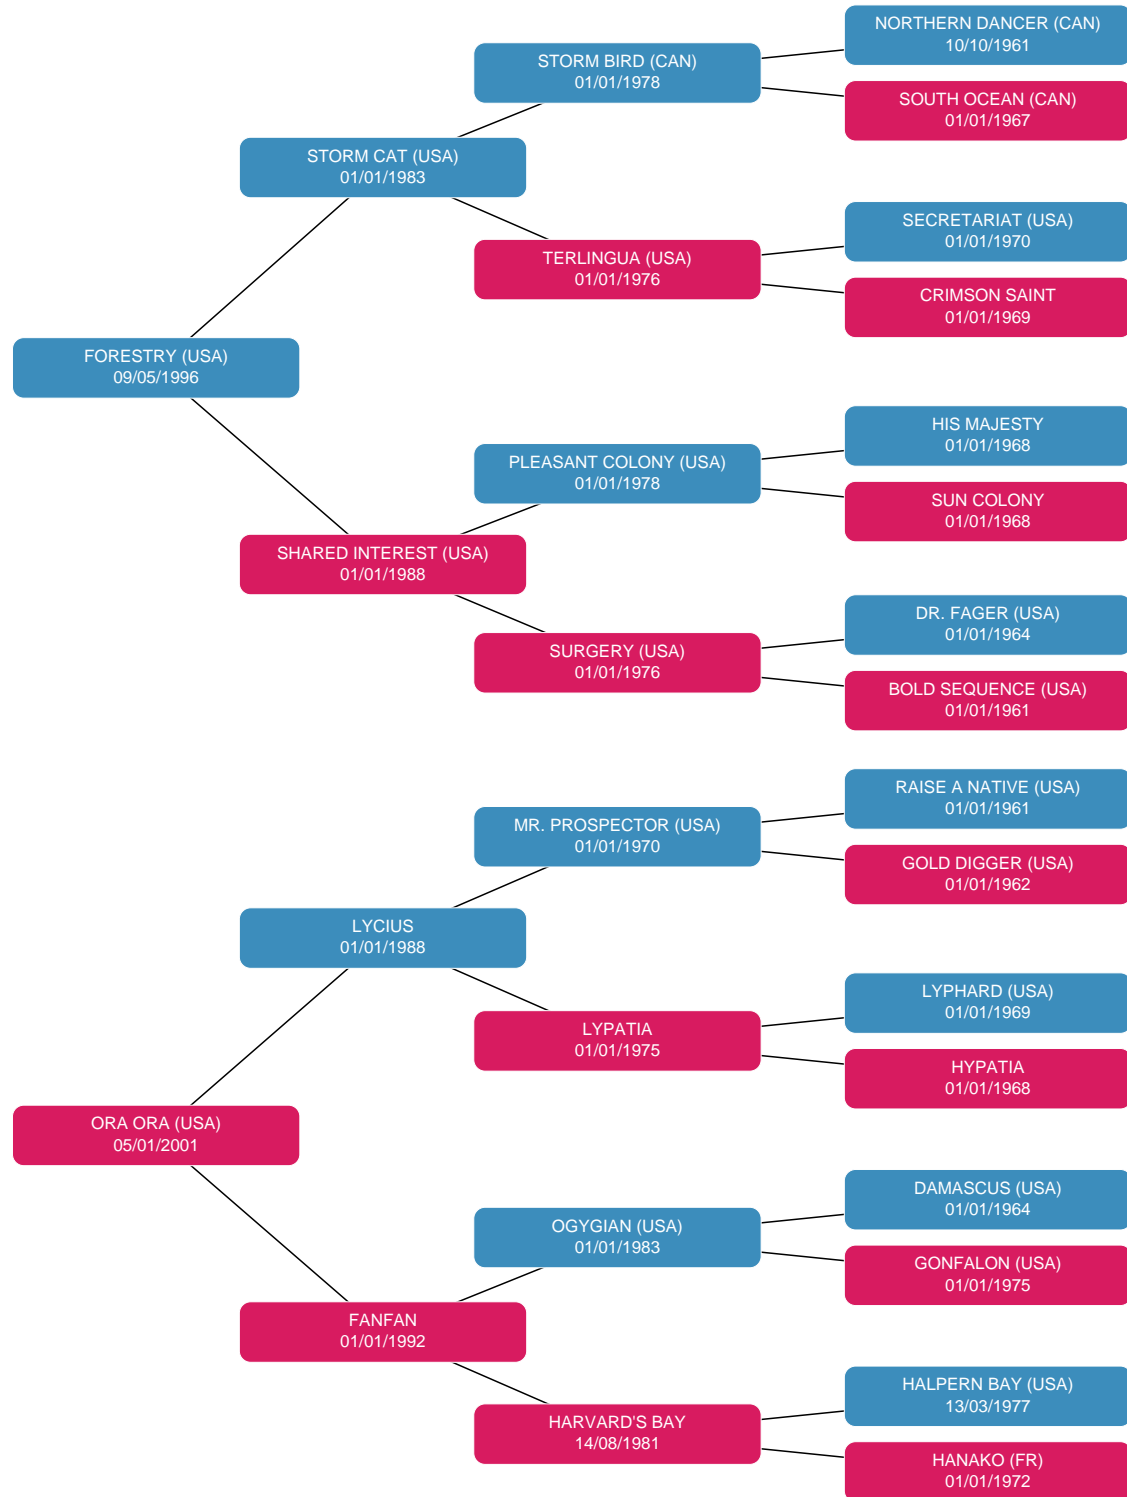 NORTHERN DANCER (CAN)
10/10/1961
STORM BIRD (CAN)
01/01/1978
SOUTH OCEAN (CAN)
01/01/1967
STORM CAT (USA)
01/01/1983
SECRETARIAT (USA)
01/01/1970
TERLINGUA (USA)
01/01/1976
CRIMSON SAINT
01/01/1969
FORESTRY (USA)
09/05/1996
HIS MAJESTY
01/01/1968
PLEASANT COLONY (USA)
01/01/1978
SUN COLONY
01/01/1968
SHARED INTEREST (USA)
01/01/1988
DR. FAGER (USA)
01/01/1964
SURGERY (USA)
01/01/1976
BOLD SEQUENCE (USA)
01/01/1961
RAISE A NATIVE (USA)
01/01/1961
MR. PROSPECTOR (USA)
01/01/1970
GOLD DIGGER (USA)
01/01/1962
LYCIUS
01/01/1988
LYPHARD (USA)
01/01/1969
LYPATIA
01/01/1975
HYPATIA
01/01/1968
ORA ORA (USA)
05/01/2001
DAMASCUS (USA)
01/01/1964
OGYGIAN (USA)
01/01/1983
GONFALON (USA)
01/01/1975
FANFAN
01/01/1992
HALPERN BAY (USA)
13/03/1977
HARVARD'S BAY
14/08/1981
HANAKO (FR)
01/01/1972